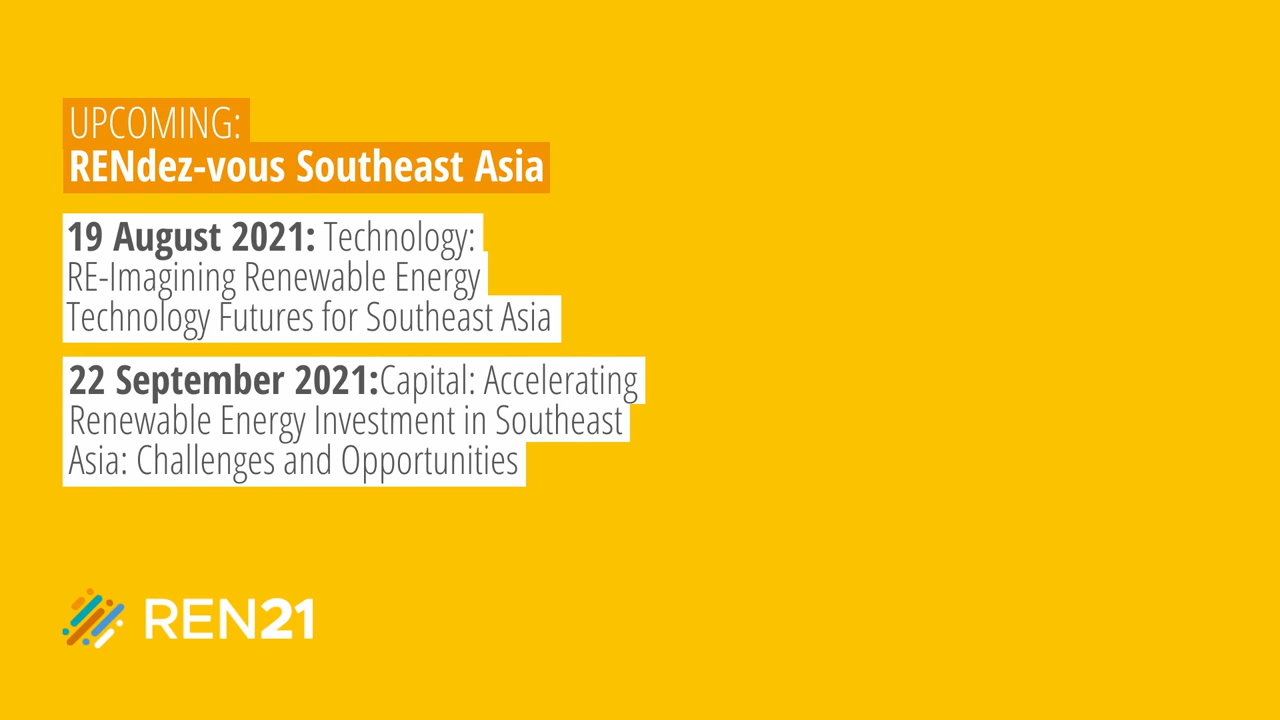 UPCOMING:
RENdez-vous Southeast Asia
19 August 2021: Technology:
RE-Imagining Renewable Energy
Technology Futures for Southeast Asia
22 September 2021:Capital: Accelerating
Renewable Energy Investment in Southeast
Asia: Challenges and Opportunities
REN21